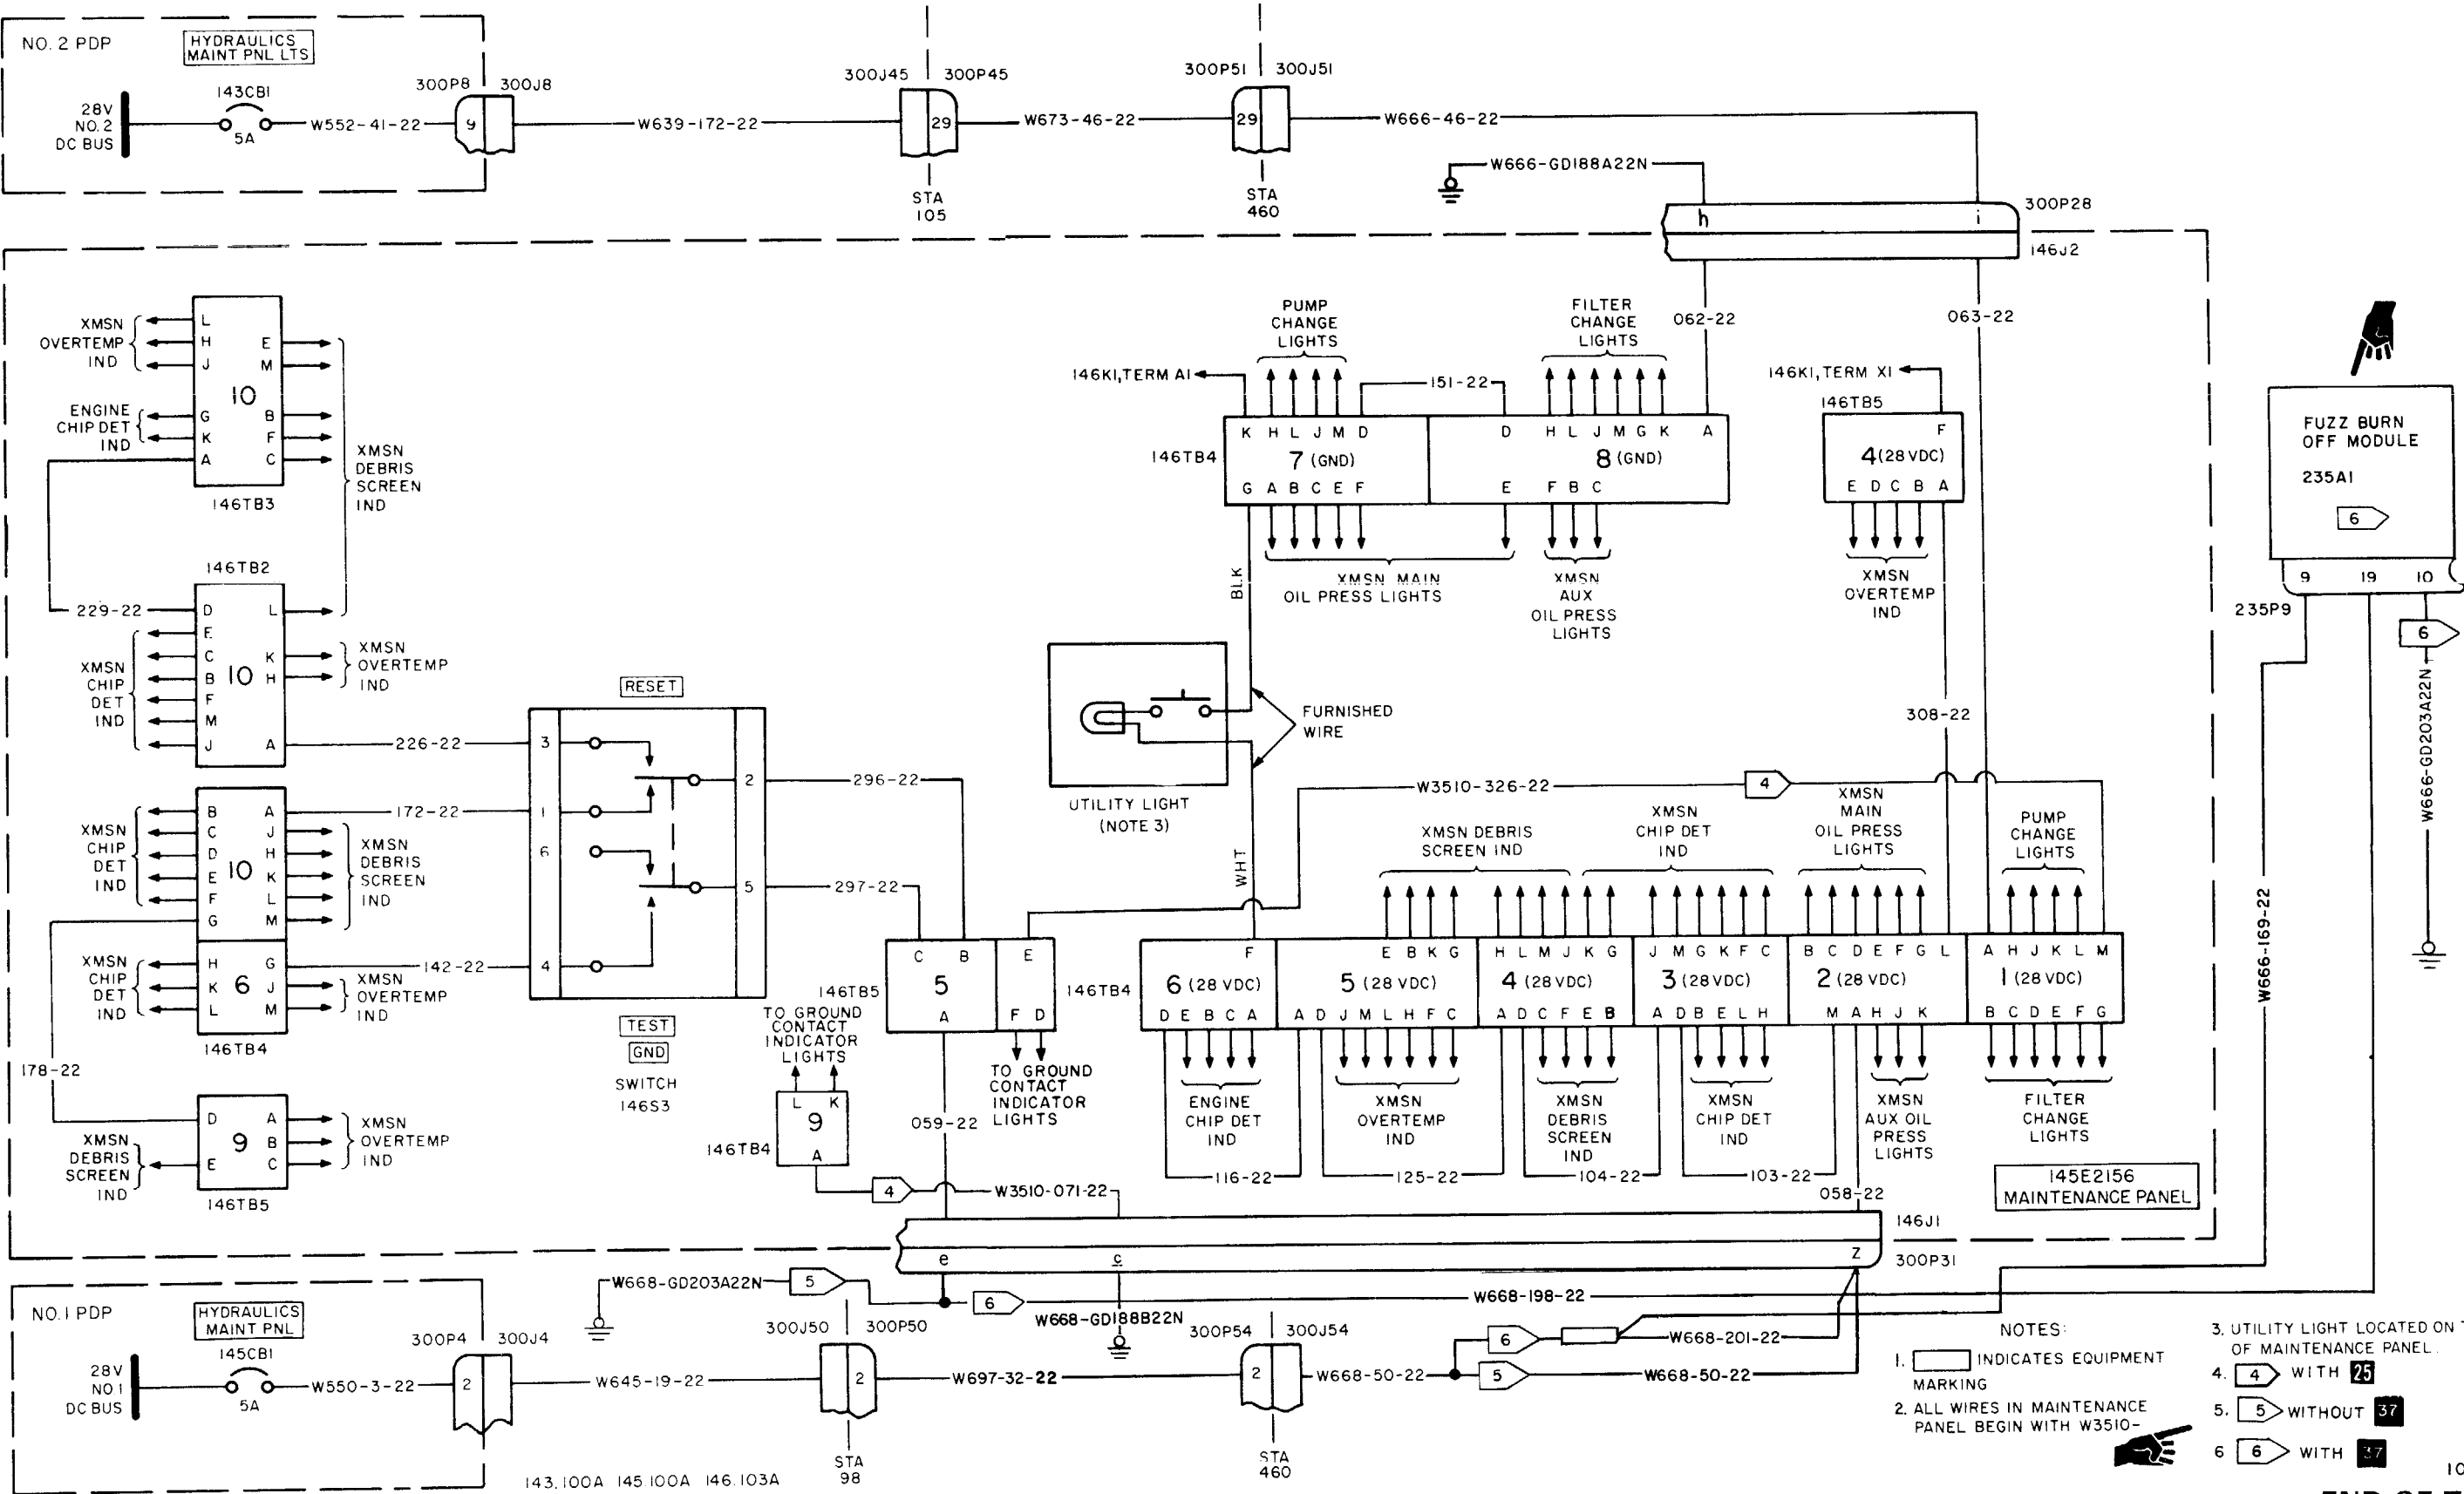 NO. 2 PDP
HYDRAULICS
MAINT PNL LTS
28V
NO. 2
DC BUS
143CB1
5A
W552-41-22
300P8
300J8
9
W639-172-22
300J45
300P45
29
STA
105
W673-46-22
300P51
300J51
29
STA
460
W666-46-22
W666-GD188A22N
h
i
300P28
146J2
062-22
063-22
XMSN
OVERTEMP
IND
ENGINE
CHIP DET
IND
L
H
J
G
K
A
10
E
M
B
F
C
146TB3
XMSN
DEBRIS
SCREEN
IND
146TB2
229-22
D
E
C
B
F
M
J
10
L
K
H
A
XMSN
CHIP
DET
IND
XMSN
OVERTEMP
IND
226-22
B
C
D
E
F
G
10
A
J
H
K
L
M
XMSN
CHIP
DET
IND
XMSN
DEBRIS
SCREEN
IND
172-22
H
K
L
6
G
J
M
XMSN
CHIP
DET
IND
XMSN
OVERTEMP
IND
142-22
146TB4
178-22
D
E
9
A
B
C
XMSN
DEBRIS
SCREEN
IND
XMSN
OVERTEMP
IND
146TB5
RESET
3
1
6
4
2
5
TEST
GND
SWITCH
146S3
296-22
297-22
146TB5
C B
5
A
E
F D
TO GROUND
CONTACT
INDICATOR
LIGHTS
L K
9
A
146TB4
TO GROUND
CONTACT
INDICATOR
LIGHTS
059-22
4
W3510-071-22
PUMP
CHANGE
LIGHTS
FILTER
CHANGE
LIGHTS
146K1, TERM A1
151-22
146TB4
K H L J M D
7 (GND)
G A B C E F
D H L J M G K A
8 (GND)
E F B C
XMSN MAIN
OIL PRESS LIGHTS
XMSN
AUX
OIL PRESS
LIGHTS
146K1, TERM X1
146TB5
F
4 (28 VDC)
E D C B A
XMSN
OVERTEMP
IND
308-22
BLK
WHT
FURNISHED
WIRE
UTILITY LIGHT
(NOTE 3)
W3510-326-22
4
XMSN DEBRIS
SCREEN IND
XMSN
CHIP DET
IND
XMSN
MAIN
OIL PRESS
LIGHTS
PUMP
CHANGE
LIGHTS
146TB4
F
6 (28 VDC)
D E B C A
E B K G
5 (28 VDC)
A D J M L H F C
H L M J K G
4 (28 VDC)
A D C F E B
J M G K F C
3 (28 VDC)
A D B E L H
B C D E F G L
2 (28 VDC)
M A H J K
A H J K L M
1 (28 VDC)
B C D E F G
ENGINE
CHIP DET
IND
XMSN
OVERTEMP
IND
XMSN
DEBRIS
SCREEN
IND
XMSN
CHIP DET
IND
XMSN
AUX OIL
PRESS
LIGHTS
FILTER
CHANGE
LIGHTS
116-22
125-22
104-22
103-22
058-22
145E2156
MAINTENANCE PANEL
FUZZ BURN
OFF MODULE
235A1
6
9 19 10
235P9
6
W666-GD203A22N
W666-169-22
146J1
300P31
e
c
z
W668-GD203A22N
5
6
W668-198-22
W668-GD188B22N
NO. 1 PDP
HYDRAULICS
MAINT PNL
28V
NO. 1
DC BUS
145CB1
5A
W550-3-22
300P4
300J4
2
W645-19-22
300J50
300P50
2
STA
98
W697-32-22
300P54
300J54
2
STA
460
W668-50-22
6
W668-201-22
5
W668-50-22
143.100A 145.100A 146.103A
NOTES:
1. INDICATES EQUIPMENT
MARKING
2. ALL WIRES IN MAINTENANCE
PANEL BEGIN WITH W3510-
3. UTILITY LIGHT LOCATED ON
OF MAINTENANCE PANEL.
4. 4 WITH 25
5. 5 WITHOUT 37
6 6 WITH 37